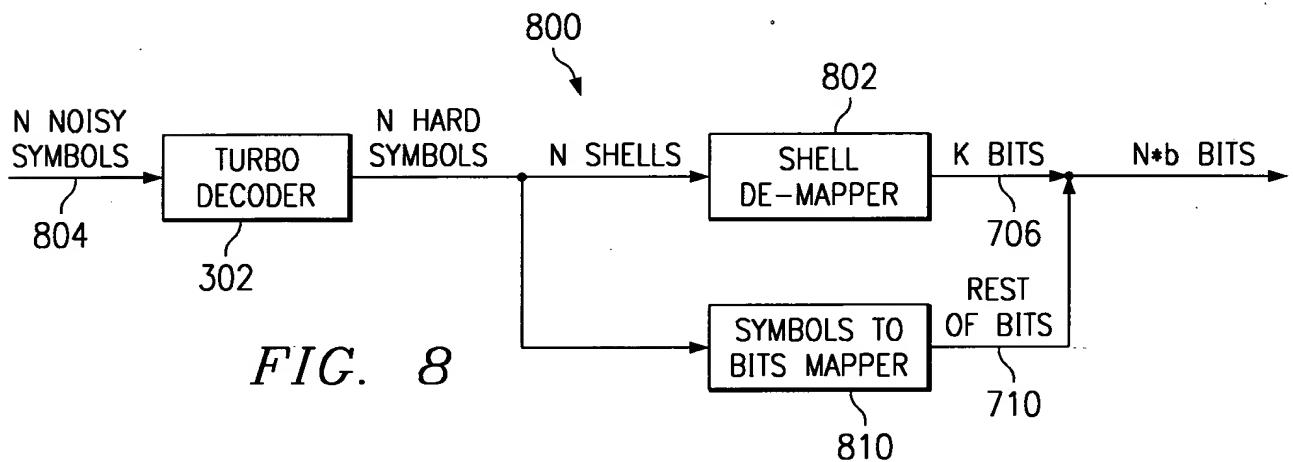 800
802
N NOISY
SYMBOLS
804
TURBO
DECODER
302
N HARD
SYMBOLS
N SHELLS
SHELL
DE-MAPPER
K BITS
706
N*b BITS
SYMBOLS TO
BITS MAPPER
810
REST
OF BITS
710
FIG. 8